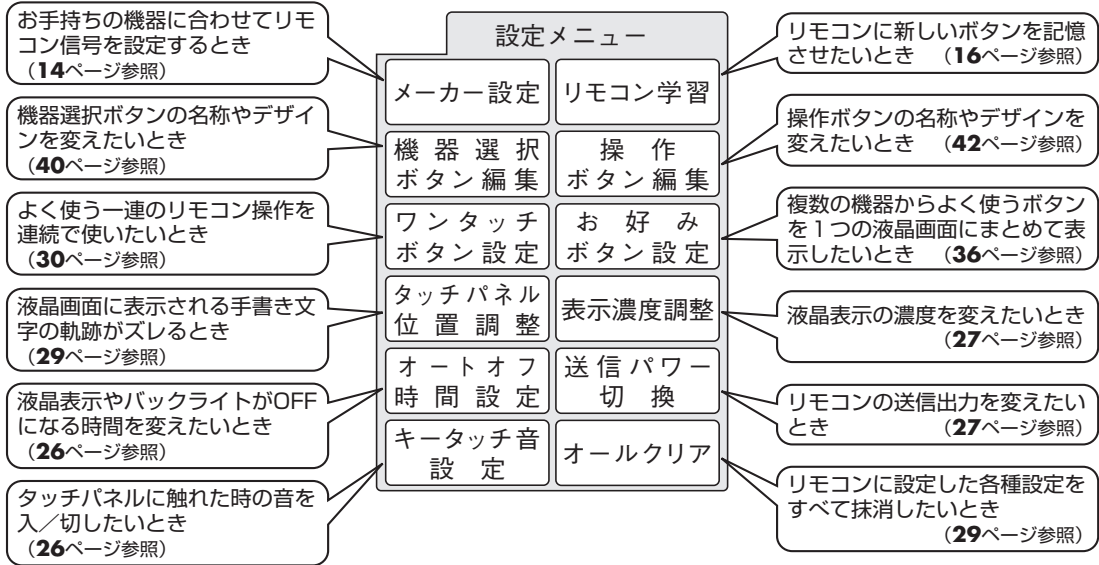 お手持ちの機器に合わせてリモ
コン信号を設定するとき
（14ページ参照）
機器選択ボタンの名称やデザイ
ンを変えたいとき
（40ページ参照）
よく使う一連のリモコン操作を
連続で使いたいとき
（30ページ参照）
液晶画面に表示される手書き文
字の軌跡がズレるとき
（29ページ参照）
液晶表示やバックライトがOFF
になる時間を変えたいとき
（26ページ参照）
タッチパネルに触れた時の音を
入／切したいとき
（26ページ参照）
設定メニュー
メーカー設定
リモコン学習
機器選択
ボタン編集
操作
ボタン編集
ワンタッチ
ボタン設定
お好み
ボタン設定
タッチパネル
位置調整
表示濃度調整
オートオフ
時間設定
送信パワー
切換
キータッチ音
設定
オールクリア
リモコンに新しいボタンを記憶
させたいとき （16ページ参照）
操作ボタンの名称やデザインを
変えたいとき （42ページ参照）
複数の機器からよく使うボタン
を１つの液晶画面にまとめて表
示したいとき （36ページ参照）
液晶表示の濃度を変えたいとき
（27ページ参照）
リモコンの送信出力を変えたい
とき （27ページ参照）
リモコンに設定した各種設定を
すべて抹消したいとき
（29ページ参照）